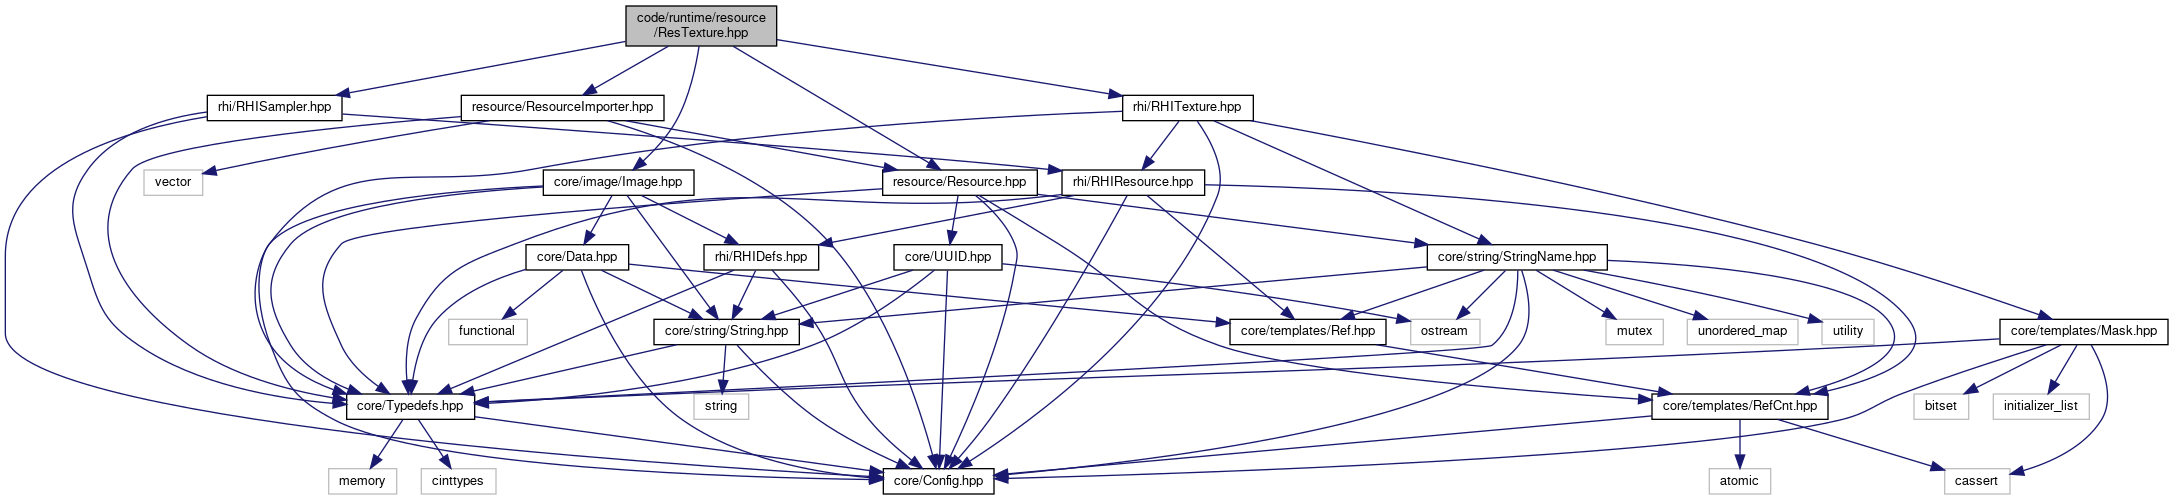 code/runtime/resource
/ResTexture.hpp
rhi/RHISampler.hpp
resource/ResourceImporter.hpp
rhi/RHITexture.hpp
vector
core/image/Image.hpp
resource/Resource.hpp
rhi/RHIResource.hpp
core/Data.hpp
rhi/RHIDefs.hpp
core/UUID.hpp
core/string/StringName.hpp
functional
core/string/String.hpp
core/templates/Ref.hpp
ostream
mutex
unordered_map
utility
core/templates/Mask.hpp
core/Typedefs.hpp
string
core/templates/RefCnt.hpp
bitset
initializer_list
memory
cinttypes
core/Config.hpp
atomic
cassert